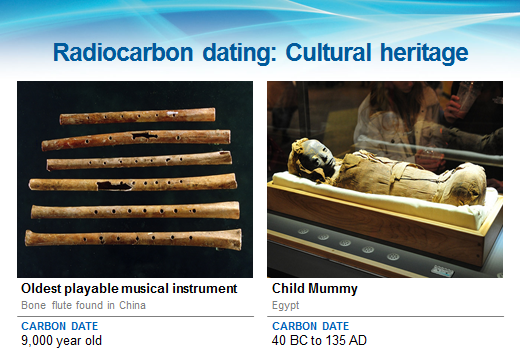 Radiocarbon dating: Cultural heritage
Oldest playable musical instrument
Bone flute found in China
CARBON DATE
9,000 year old
Child Mummy
Egypt
CARBON DATE
40 BC to 135 AD